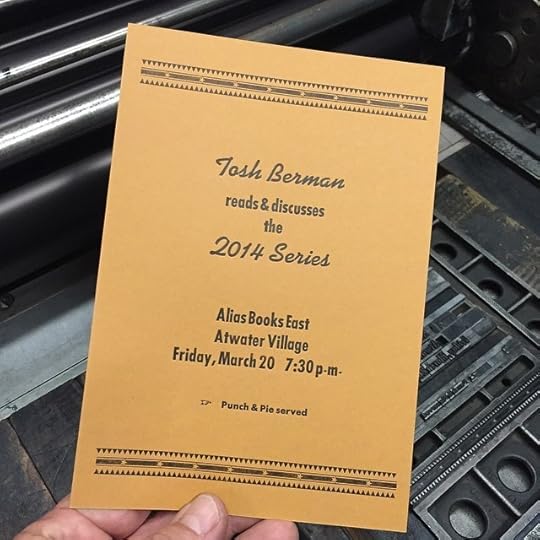 Tosh Berman
reads & discusses
the
2014 Series
Alias Books East
Atwater Village
Friday, March 20 7:30 p-m-
☞ Punch & Pie served